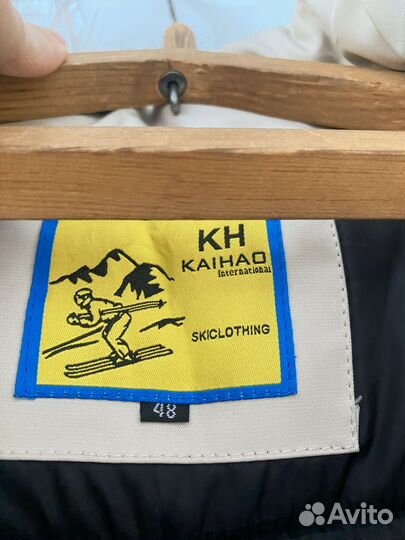 KH
KAIHAO
International
SKICLOTHING
48
Avito